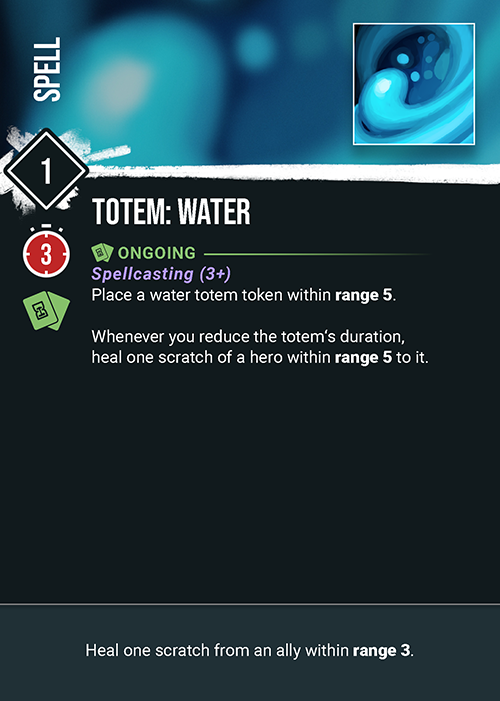 SPELL
1
TOTEM: WATER
3
ONGOING
Spellcasting (3+)
Place a water totem token within range 5.
Whenever you reduce the totem‘s duration,
heal one scratch of a hero within range 5 to it.
Heal one scratch from an ally within range 3.